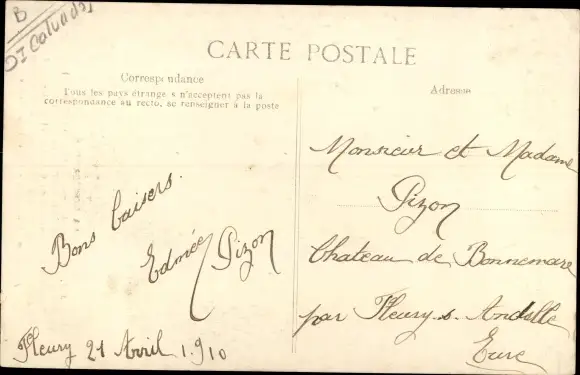 B
OI Calvados
CARTE POSTALE
Correspondance
Tous les pays étrangers n'acceptent pas la
correspondance au recto, se renseigner à la poste
Bons baisers.
Edmée Pizon
Fleury 21 Avril 1910
Adresse
Monsieur et Madame
Pizon
Chateau de Bonnemare
par Fleury s. Andelle
Eure